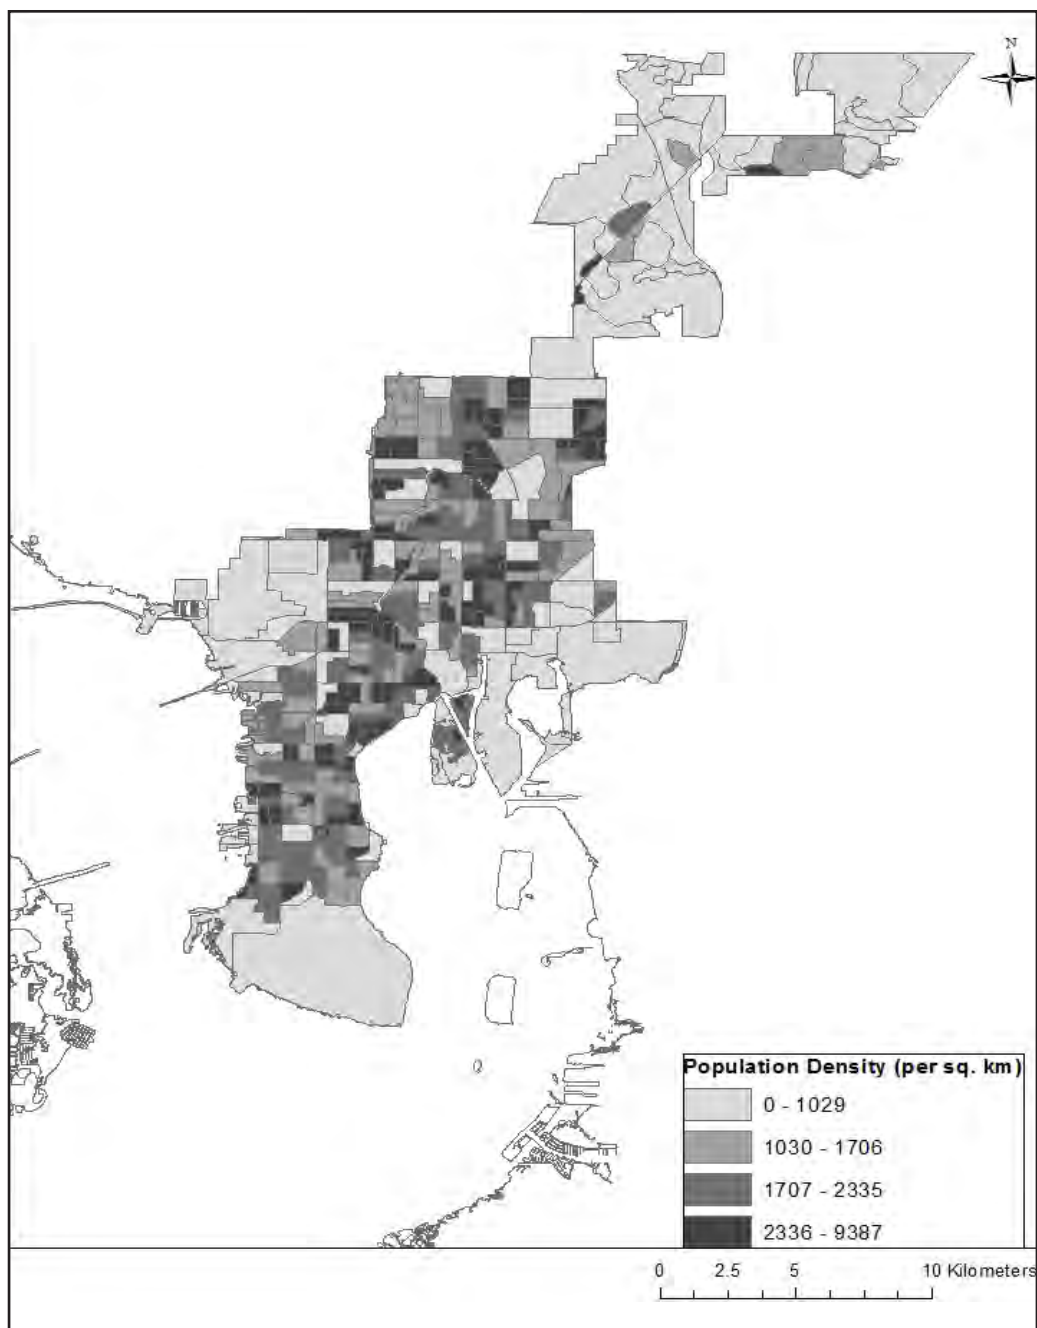 N
Population Density (per sq. km)
0 - 1029
1030 - 1706
1707 - 2335
2336 - 9387
0 2.5 5 10 Kilometers